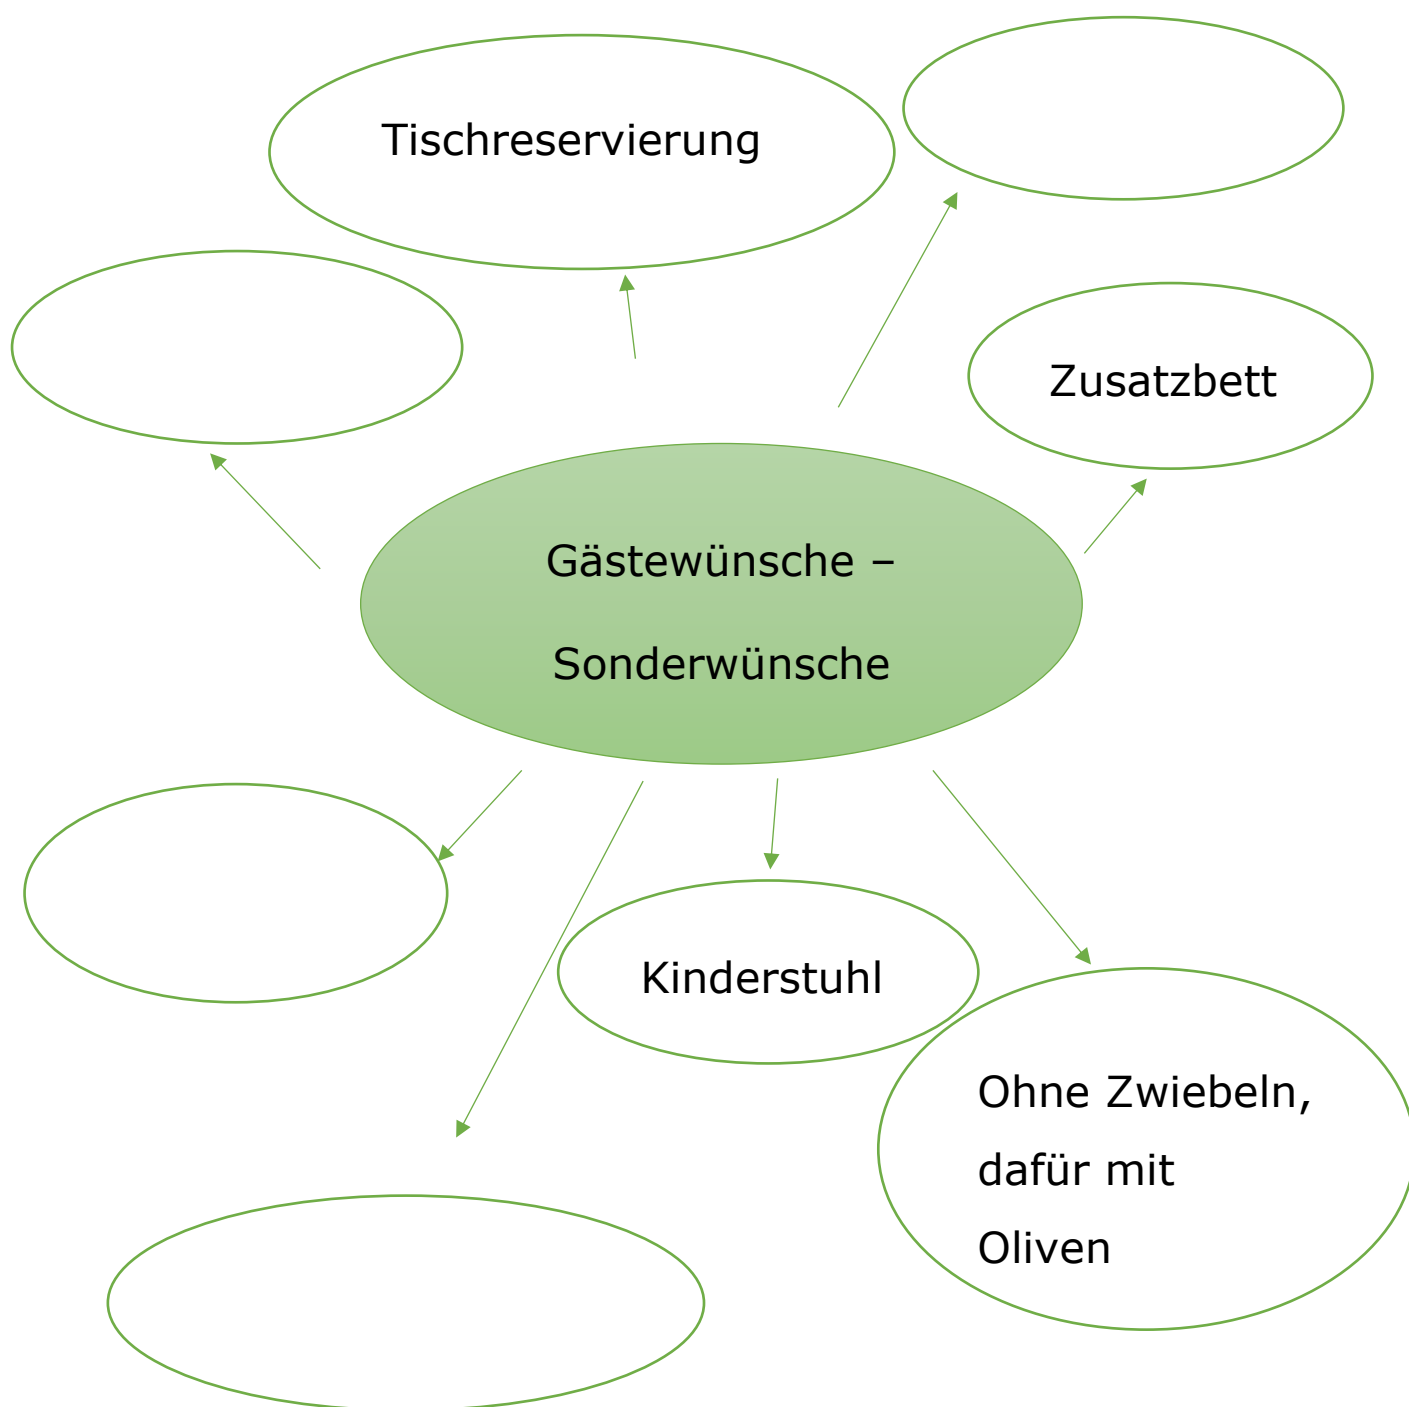 Tischreservierung
Zusatzbett
Gästewünsche –
Sonderwünsche
Kinderstuhl
Ohne Zwiebeln,
dafür mit
Oliven